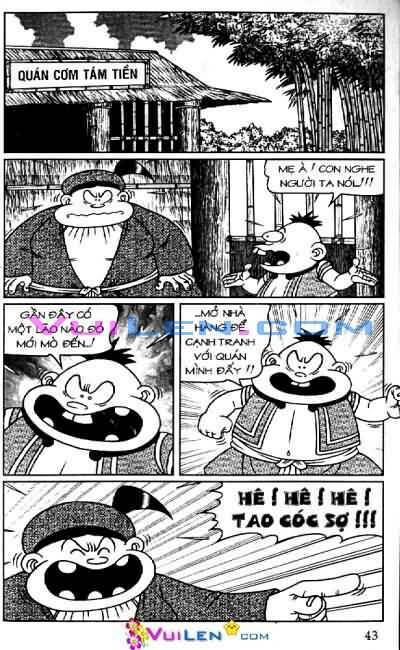 QUÁN CƠM TÁM TIỀN
MẸ À! CON NGHE
NGƯỜI TA NÓI..!!!
GẦN ĐÂY CÓ
MỘT LÃO NÀO ĐÓ
MỚI MÒ ĐẾN..!
...MỞ NHÀ
HÀNG ĐỂ
CẠNH TRANH
VỚI QUÁN
MÌNH ĐẤY!!
VUILEN.COM
HÊ! HÊ! HÊ!
TAO CÓC SỢ!!!
43
VUILEN.COM